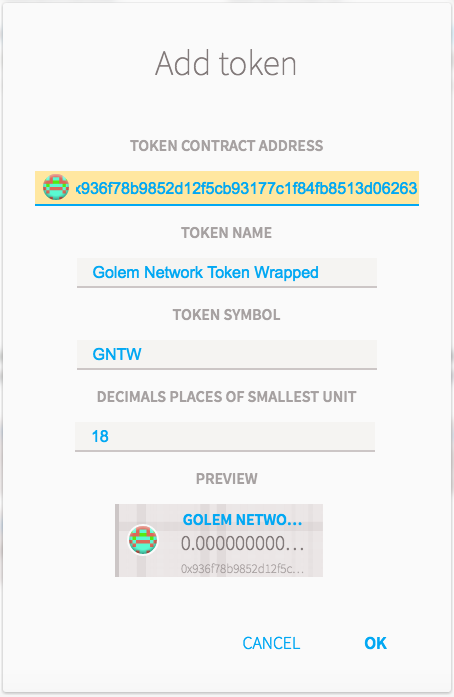 Add token
TOKEN CONTRACT ADDRESS
x936f78b9852d12f5cb93177c1f84fb8513d06263
TOKEN NAME
Golem Network Token Wrapped
TOKEN SYMBOL
GNTW
DECIMALS PLACES OF SMALLEST UNIT
18
PREVIEW
GOLEM NETWO...
0.000000000...
0x936f78b9852d12f5c...
CANCEL OK